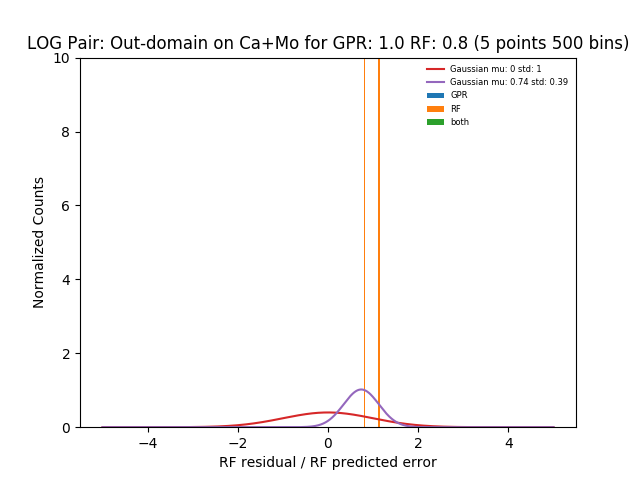 LOG Pair: Out-domain on Ca+Mo for GPR: 1.0 RF: 0.8 (5 points 500 bins)
Gaussian mu: 0 std: 1
Gaussian mu: 0.74 std: 0.39
GPR
RF
both
Normalized Counts
10
8
6
4
2
0
−4
−2
0
2
4
RF residual / RF predicted error